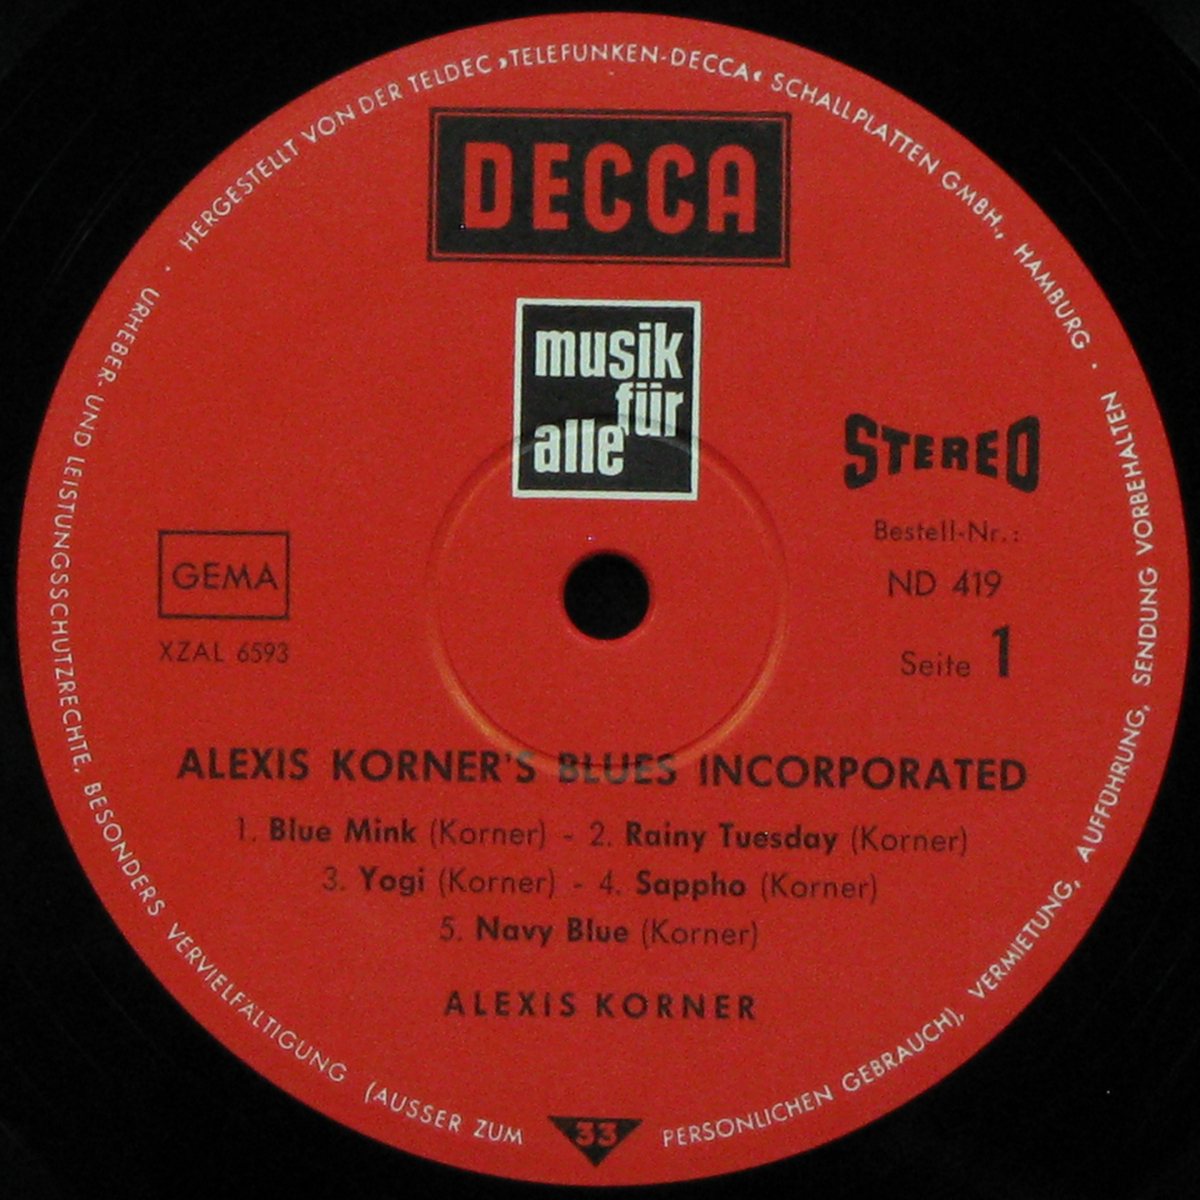 HERGESTELLT VON DER TELDEC »TELEFUNKEN-DECCA« SCHALLPLATTEN GMBH., HAMBURG ·
DECCA
musik
für
alle
STEREO
Bestell-Nr.:
ND 419
Seite 1
GEMA
XZAL 6593
ALEXIS KORNER'S BLUES INCORPORATED
1. Blue Mink (Korner) - 2. Rainy Tuesday (Korner)
3. Yogi (Korner) - 4. Sappho (Korner)
5. Navy Blue (Korner)
ALEXIS KORNER
33
URHEBER- UND LEISTUNGSSCHUTZRECHTE, BESONDERS VERVIELFÄLTIGUNG (AUSSER ZUM PERSONLICHEN GEBRAUCH), VERMIETUNG, AUFFÜHRUNG, SENDUNG VORBEHALTEN ·